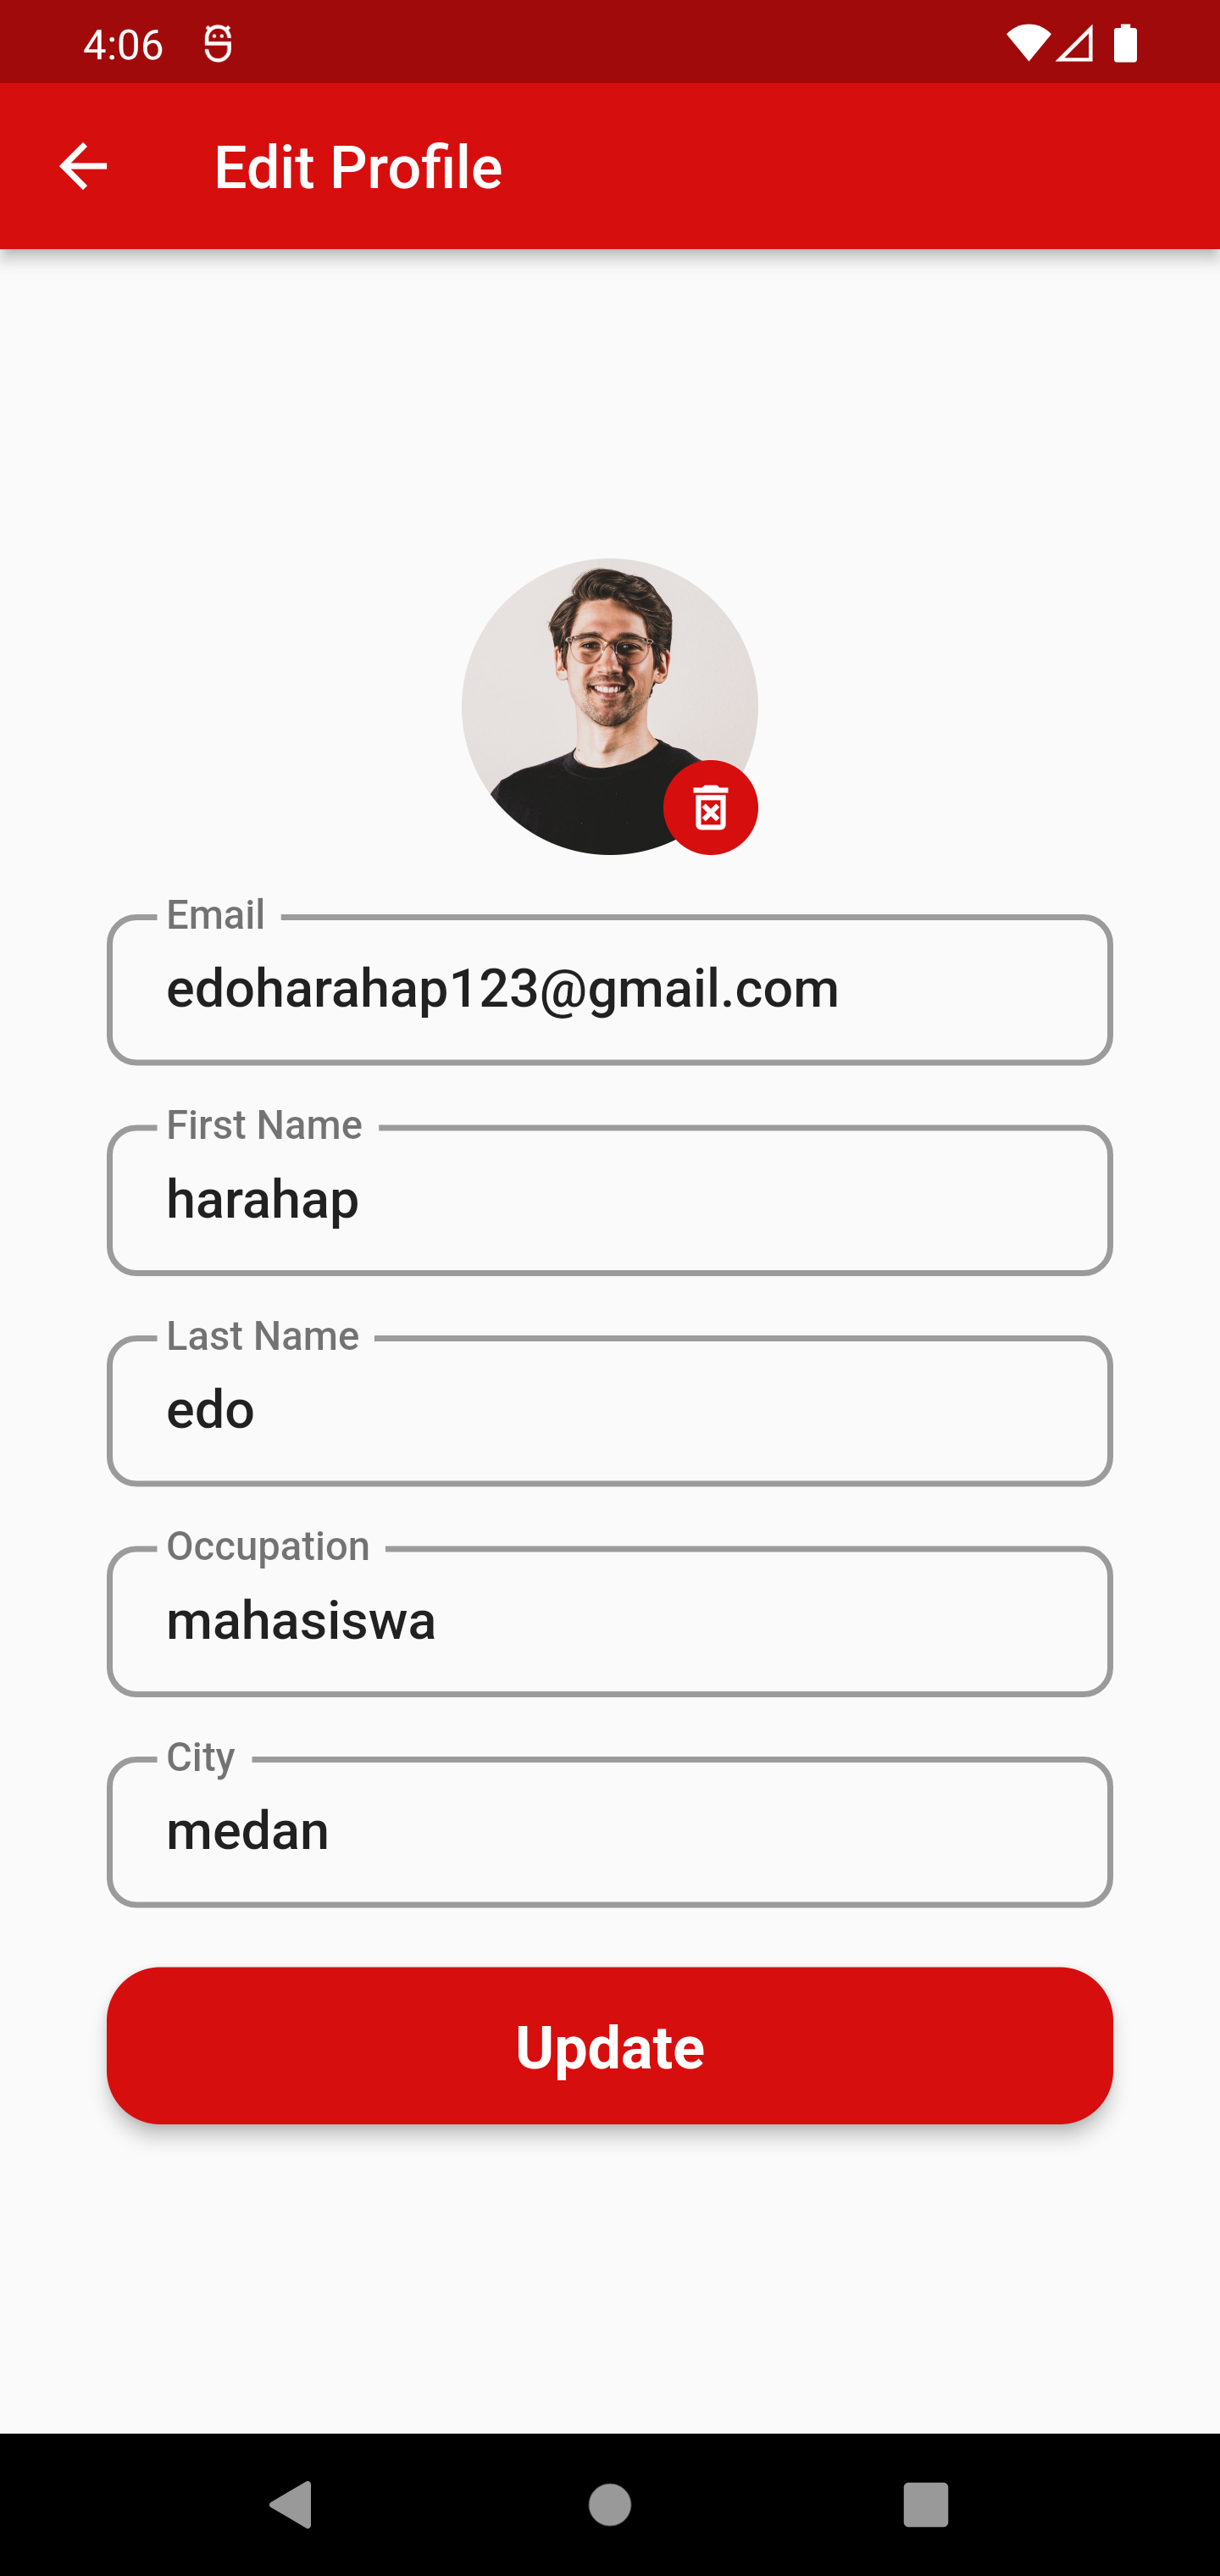 4:06
Edit Profile
Email
edoharahap123@gmail.com
First Name
harahap
Last Name
edo
Occupation
mahasiswa
City
medan
Update